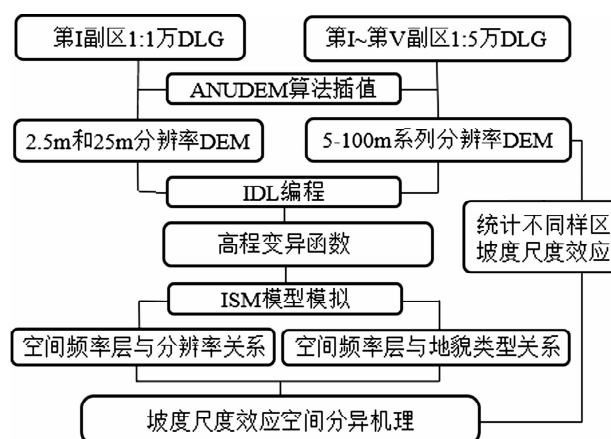 第I副区1:1万DLG
第I~第V副区1:5万DLG
ANUDEM算法插值
2.5m和25m分辨率DEM
5-100m系列分辨率DEM
IDL编程
统计不同样区
坡度尺度效应
高程变异函数
ISM模型模拟
空间频率层与分辨率关系
空间频率层与地貌类型关系
坡度尺度效应空间分异机理